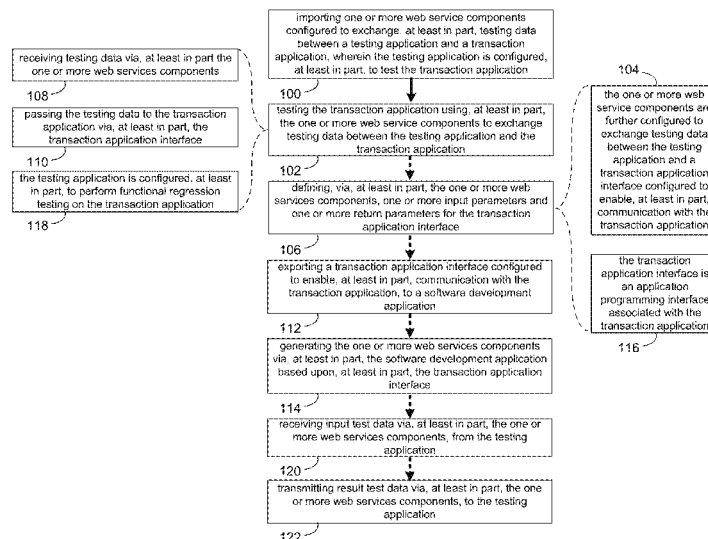 importing one or more web service components
configured to exchange, at least in part, testing data
between a testing application and a transaction
application, wherein the testing application is configured,
at least in part, to test the transaction application
100
receiving testing data via, at least in part the
one or more web services components
108
passing the testing data to the transaction
application via, at least in part, the
transaction application interface
110
the testing application is configured, at least
in part, to perform functional regression
testing on the transaction application
118
testing the transaction application using, at least in part,
the one or more web service components to exchange
testing data between the testing application and the
transaction application
102
defining, via, at least in part, the one or more web
services components, one or more input parameters and
one or more return parameters for the transaction
application interface
106
104
the one or more web
service components are
further configured to
exchange testing data
between the testing
application and a
transaction application
interface configured to
enable, at least in part,
communication with the
transaction application
the transaction
application interface is
an application
programming interface
associated with the
transaction application
116
exporting a transaction application interface configured
to enable, at least in part, communication with the
transaction application, to a software development
application
112
generating the one or more web services components
via, at least in part, the software development application
based upon, at least in part, the transaction application
interface
114
receiving input test data via, at least in part, the one or
more web services components, from the testing
application
120
transmitting result test data via, at least in part, the one
or more web services components, to the testing
application
122